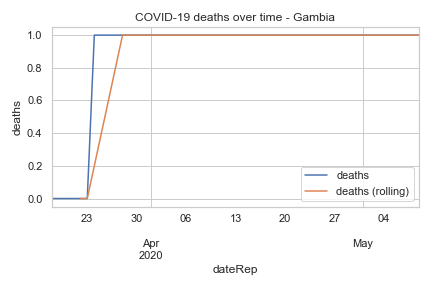 COVID-19 deaths over time - Gambia
1.0
0.8
0.6
0.4
0.2
0.0
deaths
deaths
deaths (rolling)
23 30 06 13 20 27 04
Apr May
2020
dateRep